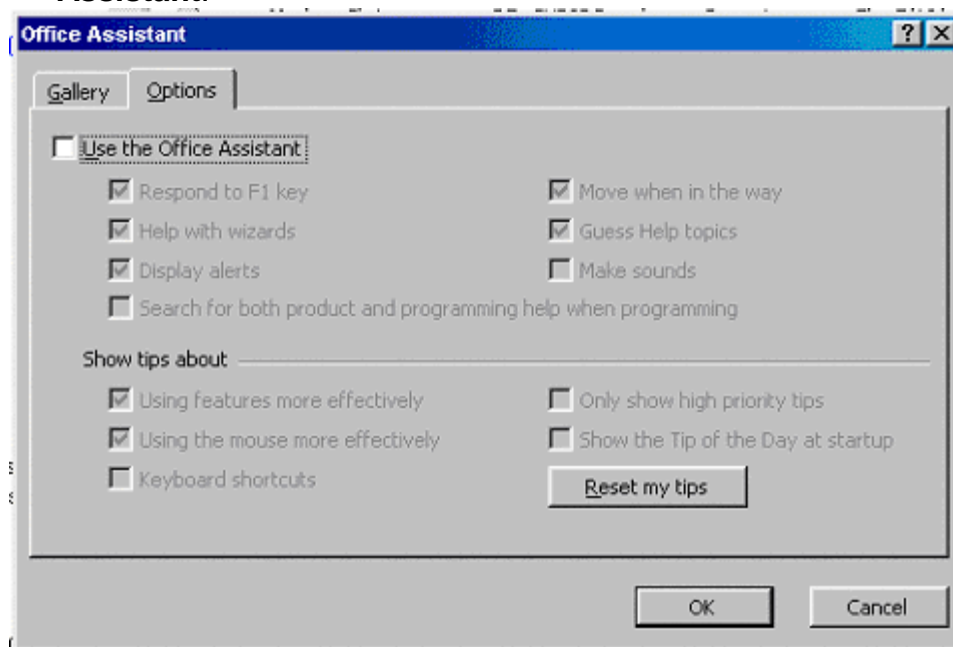 Assistant.
Office Assistant
Gallery Options
Use the Office Assistant
Respond to F1 key Move when in the way
Help with wizards Guess Help topics
Display alerts Make sounds
Search for both product and programming help when programming
Show tips about
Using features more effectively Only show high priority tips
Using the mouse more effectively Show the Tip of the Day at startup
Keyboard shortcuts Reset my tips
OK Cancel